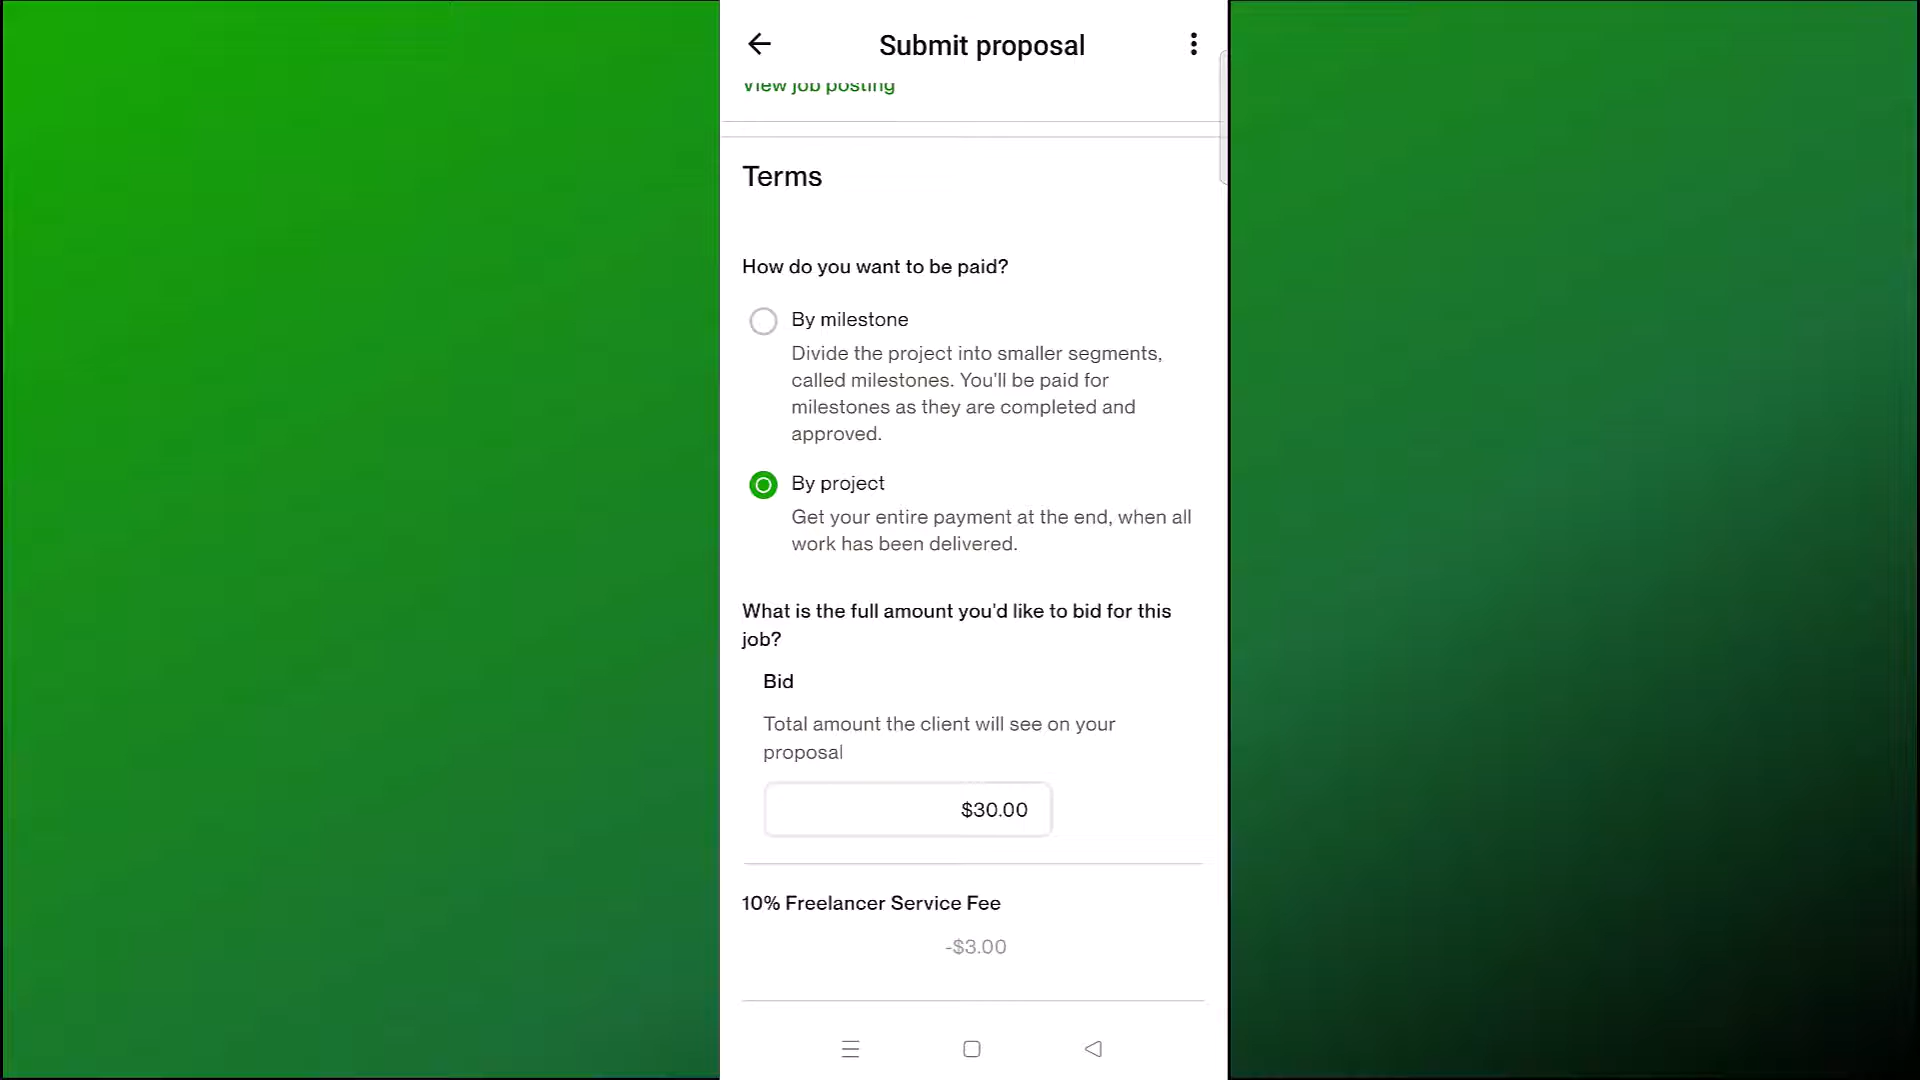 Submit proposal
View job posting
Terms
How do you want to be paid?
By milestone
Divide the project into smaller segments,
called milestones. You'll be paid for
milestones as they are completed and
approved.
By project
Get your entire payment at the end, when all
work has been delivered.
What is the full amount you'd like to bid for this
job?
Bid
Total amount the client will see on your
proposal
$30.00
10% Freelancer Service Fee
-$3.00